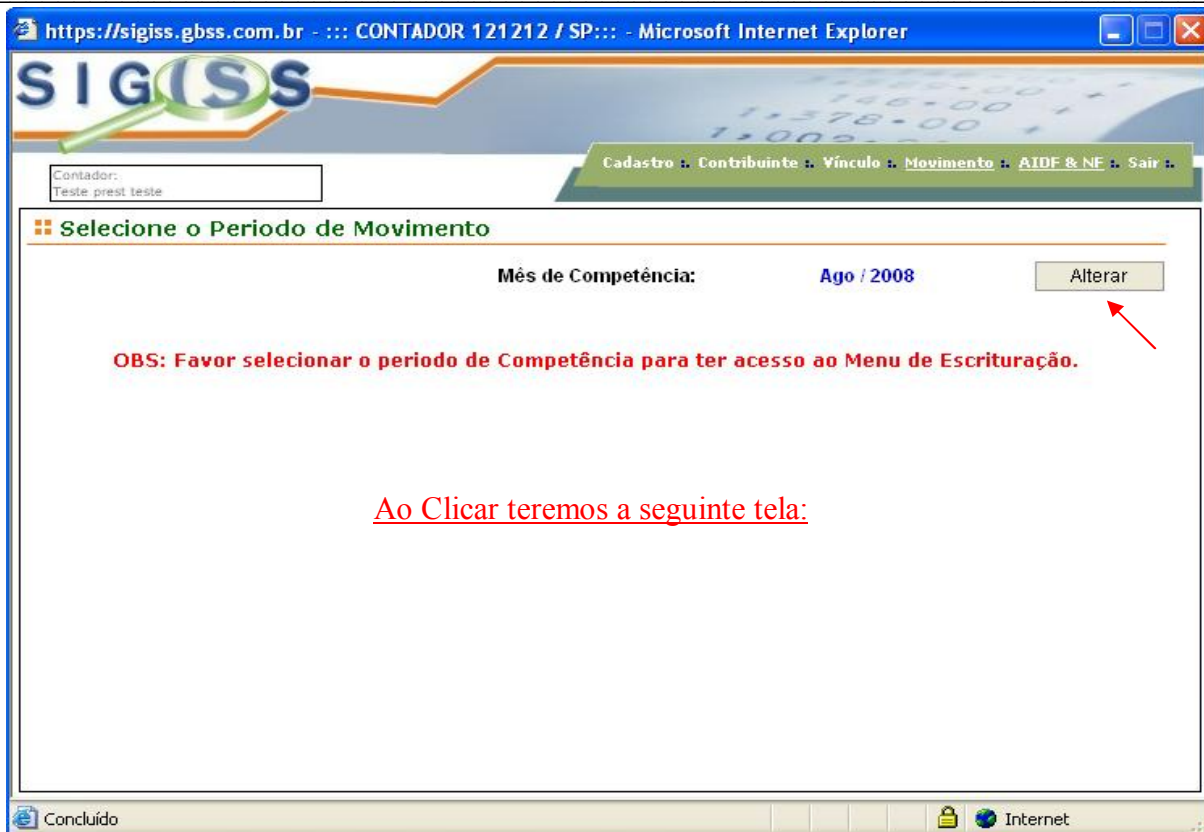 https://sigiss.gbss.com.br - ::: CONTADOR 121212 / SP::: - Microsoft Internet Explorer
SIGISS
Cadastro :. Contribuinte :. Vínculo :. Movimento :. AIDF & NF :. Sair :.
Contador:
Teste prest teste
Selecione o Periodo de Movimento
Mês de Competência: Ago / 2008 Alterar
OBS: Favor selecionar o periodo de Competência para ter acesso ao Menu de Escrituração.
Ao Clicar teremos a seguinte tela:
Concluído Internet